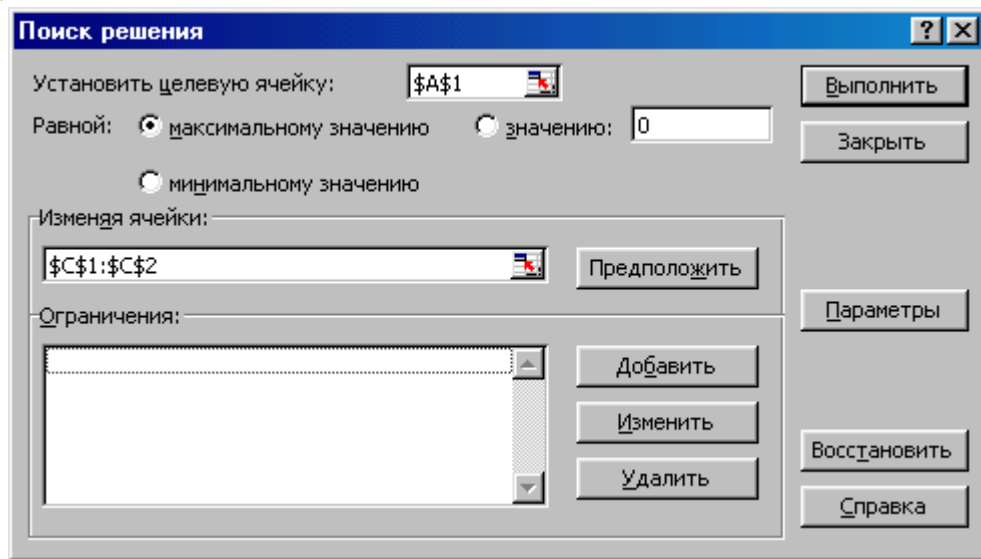 Поиск решения
Установить целевую ячейку: $A$1 Выполнить
Равной: максимальному значению значению: 0 Закрыть
минимальному значению
Изменяя ячейки:
$C$1:$C$2 Предположить
Ограничения: Параметры
Добавить
Изменить
Восстановить
Удалить
Справка